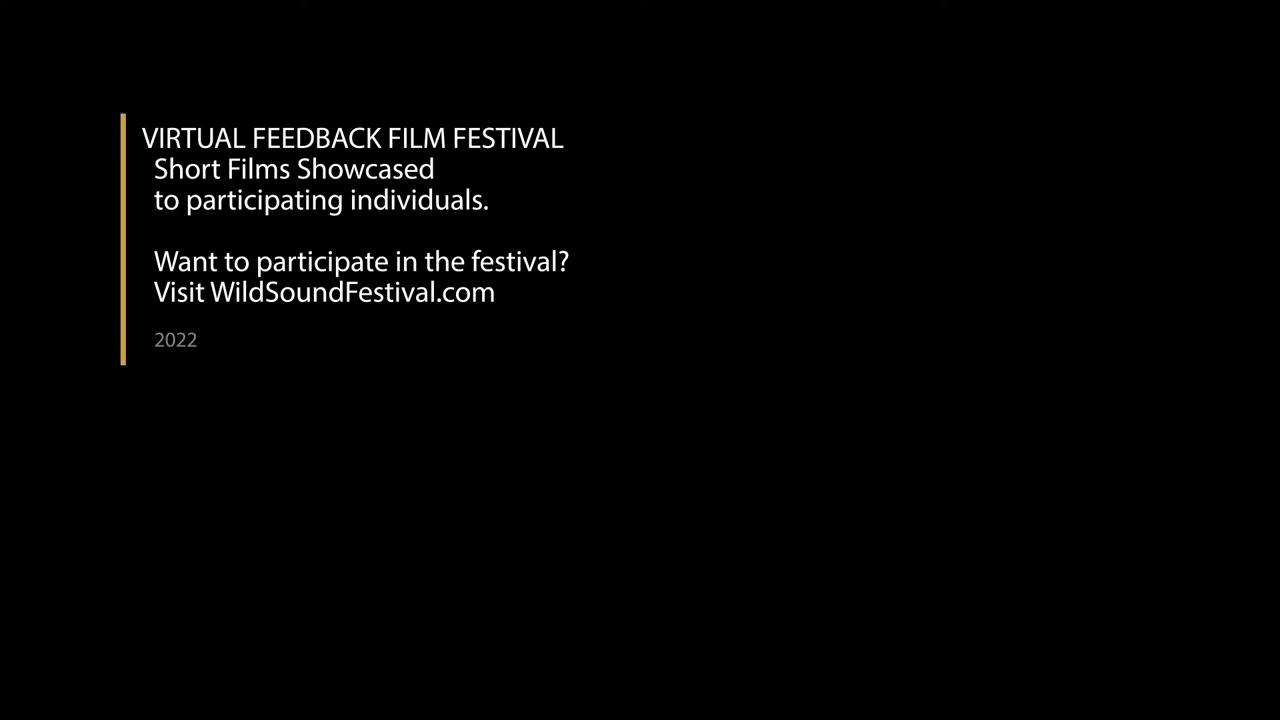 VIRTUAL FEEDBACK FILM FESTIVAL
Short Films Showcased
to participating individuals.
Want to participate in the festival?
Visit WildSoundFestival.com
2022